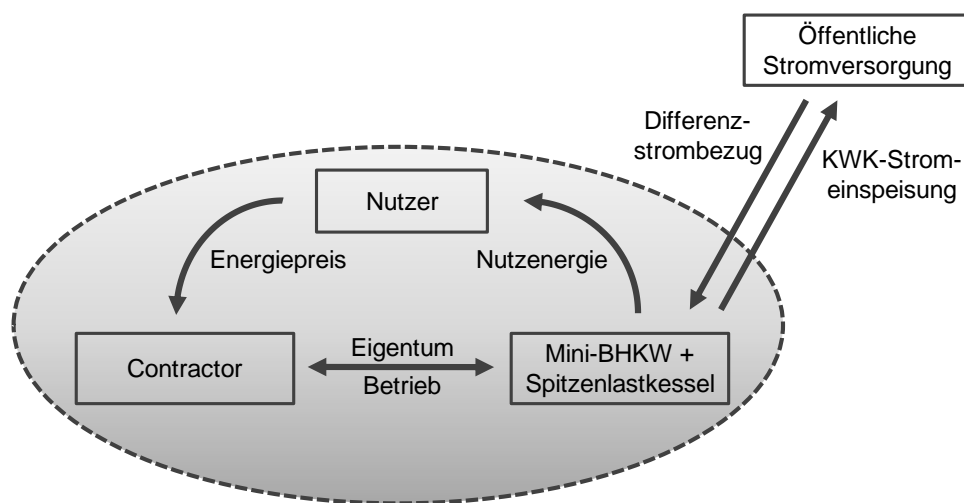 Öffentliche
Stromversorgung
Differenz-
strombezug
KWK-Strom-
einspeisung
Nutzer
Energiepreis
Nutzenergie
Contractor
Eigentum
Betrieb
Mini-BHKW +
Spitzenlastkessel